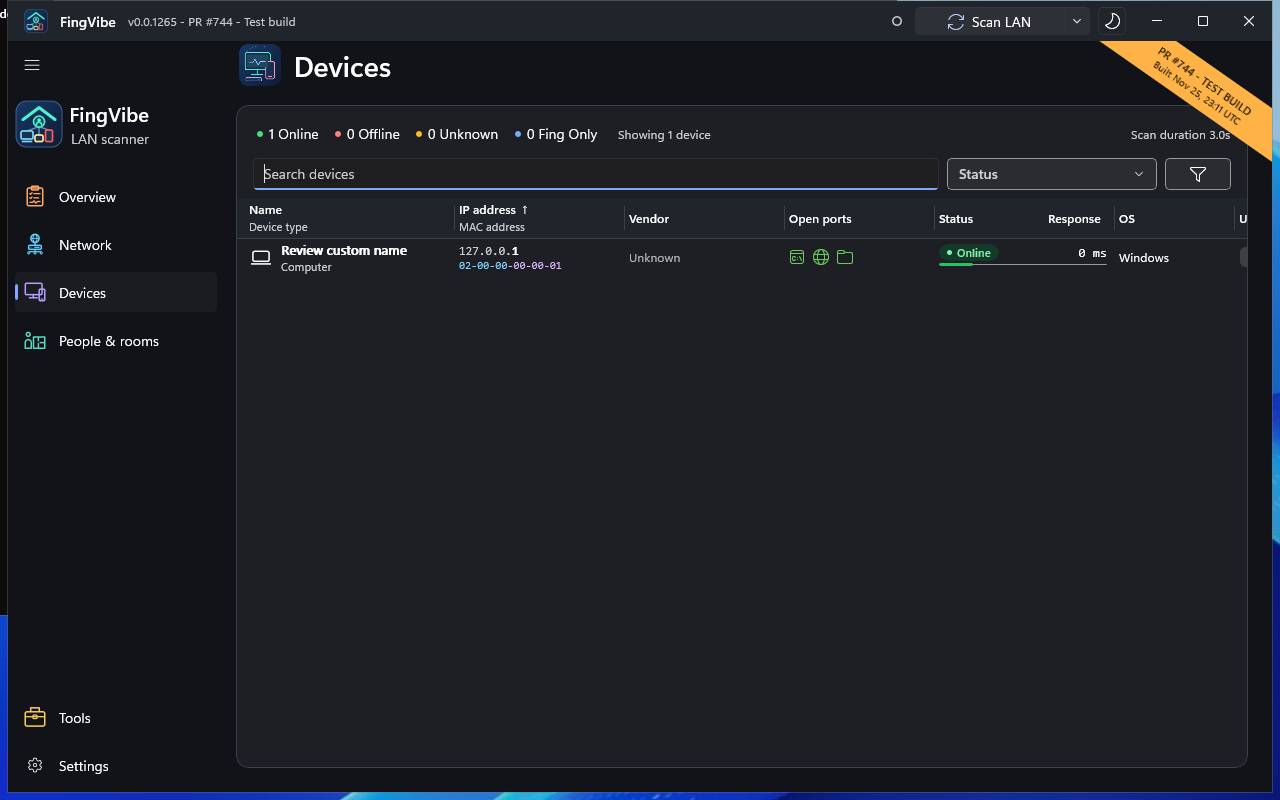 FingVibe v0.0.1265 - PR #744 - Test build
Scan LAN
PR #744 - TEST BUILD
Built Nov 25, 23:11 UTC
FingVibe
LAN scanner
Overview
Network
Devices
People & rooms
Tools
Settings
Devices
1 Online 0 Offline 0 Unknown 0 Fing Only Showing 1 device Scan duration 3.0s
Search devices Status
Name
Device type
IP address ↑
MAC address
Vendor
Open ports
Status
Response
OS
U
Review custom name
Computer
127.0.0.1
02-00-00-00-00-01
Unknown
C:\
Online
0 ms
Windows